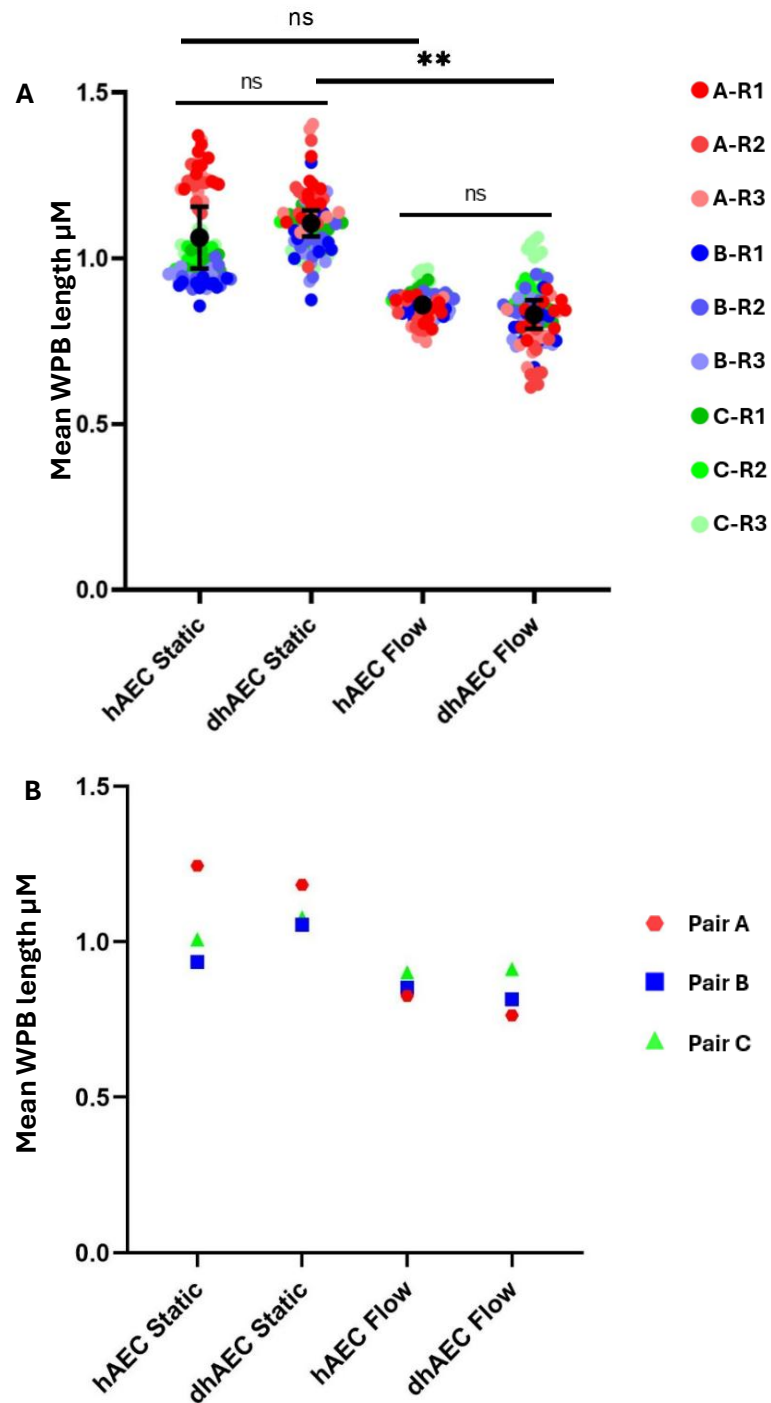 ns
**
ns
A
1.5
A-R1
A-R2
A-R3
ns
B-R1
1.0
B-R2
B-R3
Mean WPB length µM
C-R1
0.5
C-R2
C-R3
0.0
hAEC Static
dhAEC Static
hAEC Flow
dhAEC Flow
B
1.5
Mean WPB length µM
Pair A
1.0
Pair B
Pair C
0.5
0.0
hAEC Static
dhAEC Static
hAEC Flow
dhAEC Flow